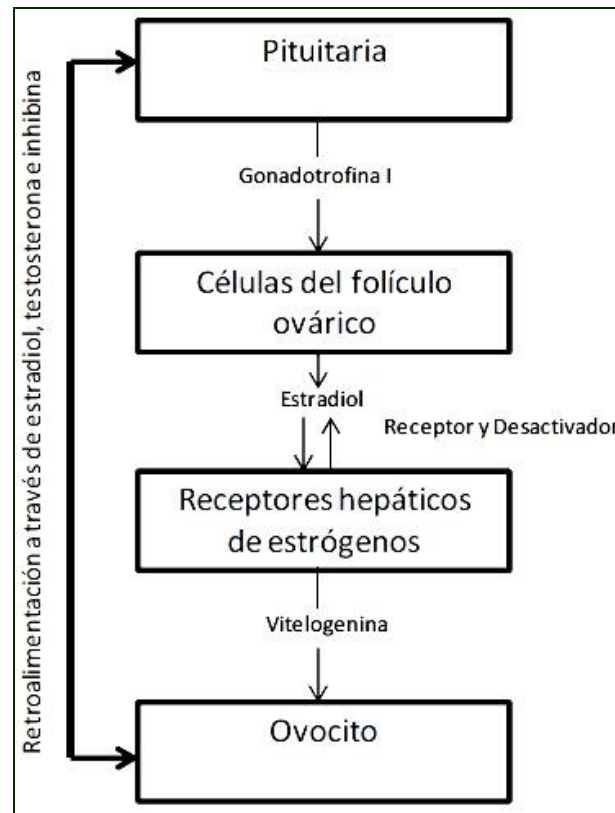 Pituitaria
Gonadotrofina I
Células del folículo
ovárico
Estradiol
Receptor y Desactivador
Receptores hepáticos
de estrógenos
Vitelogenina
Ovocito
Retroalimentación a través de estradiol, testosterona e inhibina